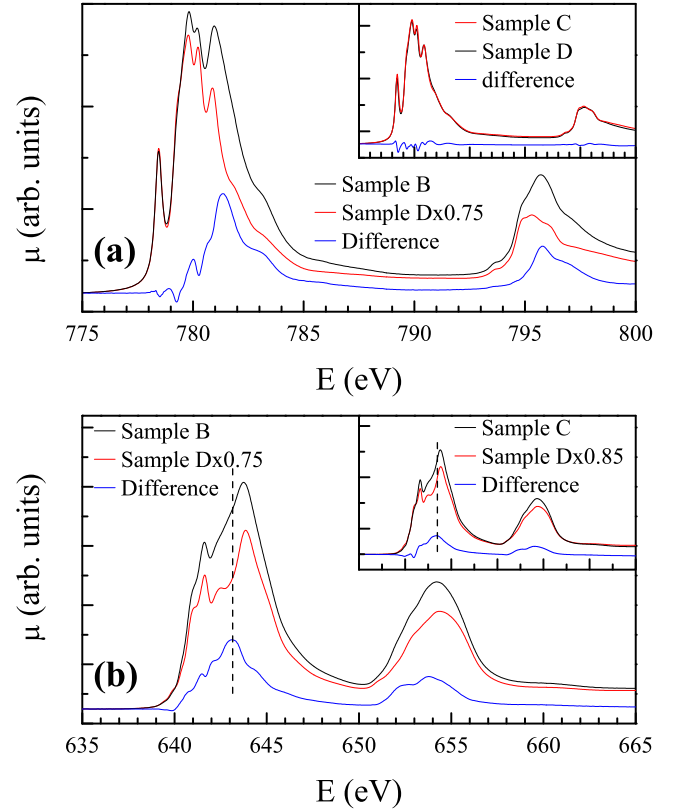 Sample C
Sample D
difference
μ (arb. units)
Sample B
Sample Dx0.75
Difference
(a)
775 780 785 790 795 800
E (eV)
Sample B
Sample Dx0.75
Difference
Sample C
Sample Dx0.85
Difference
μ (arb. units)
(b)
635 640 645 650 655 660 665
E (eV)